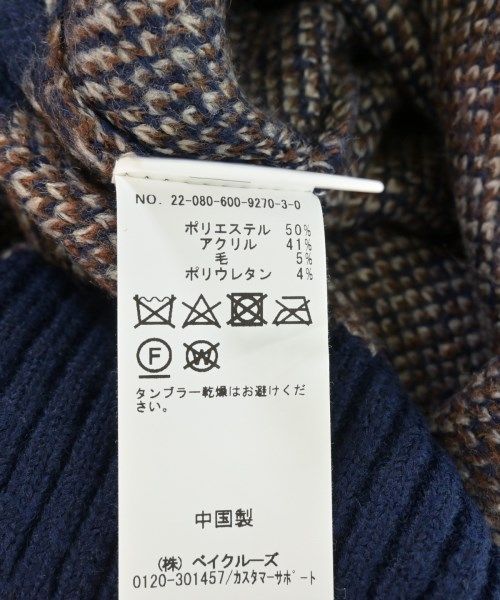 NO. 22-080-600-9270-3-0
ポリエステル 50%
アクリル 41%
毛 5%
ポリウレタン 4%
F W
タンブラー乾燥はお避けくだ
さい。
中国製
(株) ベイクルーズ
0120-301457/カスタマーサポート